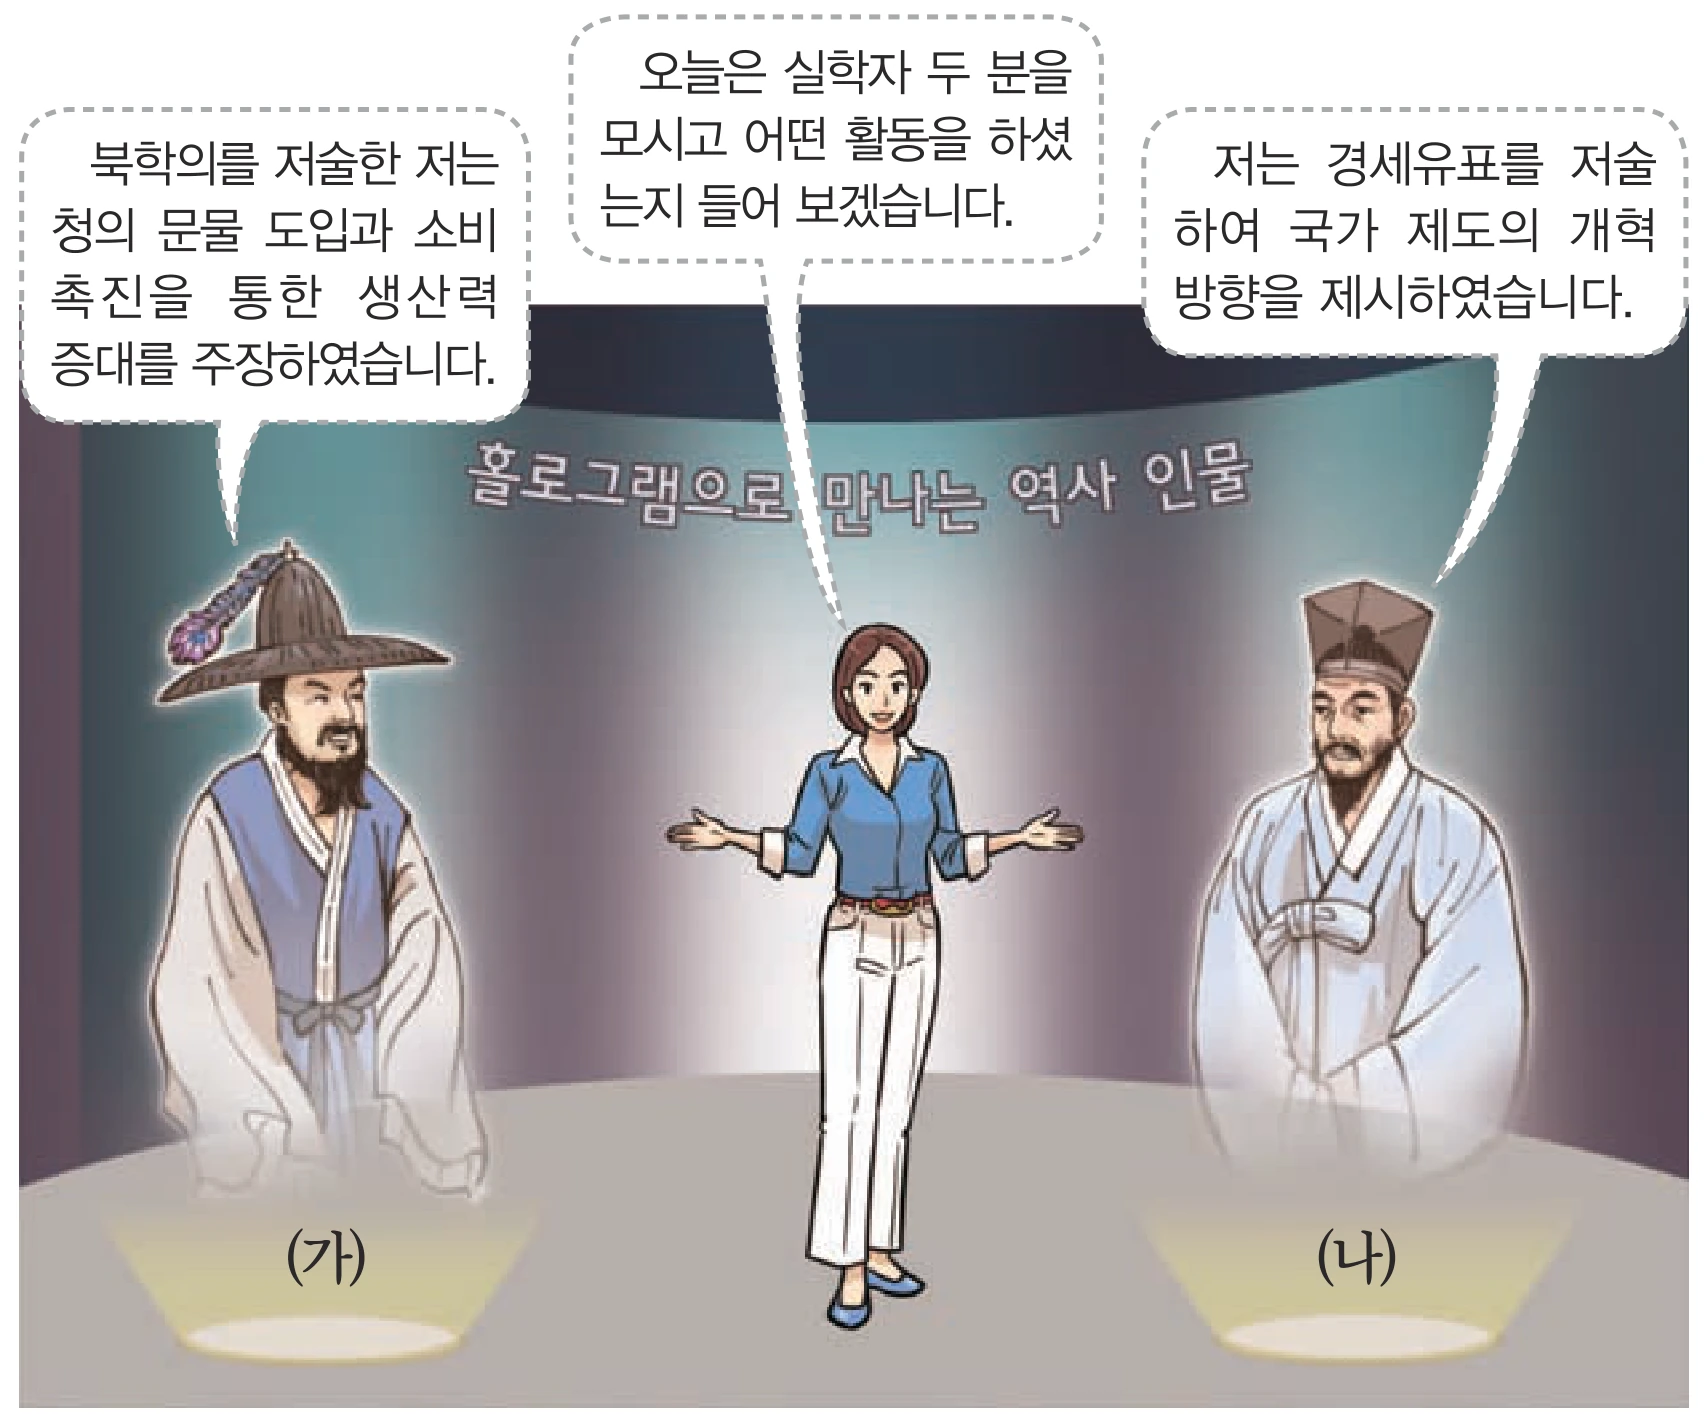 오늘은 실학자 두 분을
모시고 어떤 활동을 하셨
는지 들어 보겠습니다.
북학의를 저술한 저는
청의 문물 도입과 소비
촉진을 통한 생산력
증대를 주장하였습니다.
저는 경세유표를 저술
하여 국가 제도의 개혁
방향을 제시하였습니다.
홀로그램으로 만나는 역사 인물
(가)
(나)